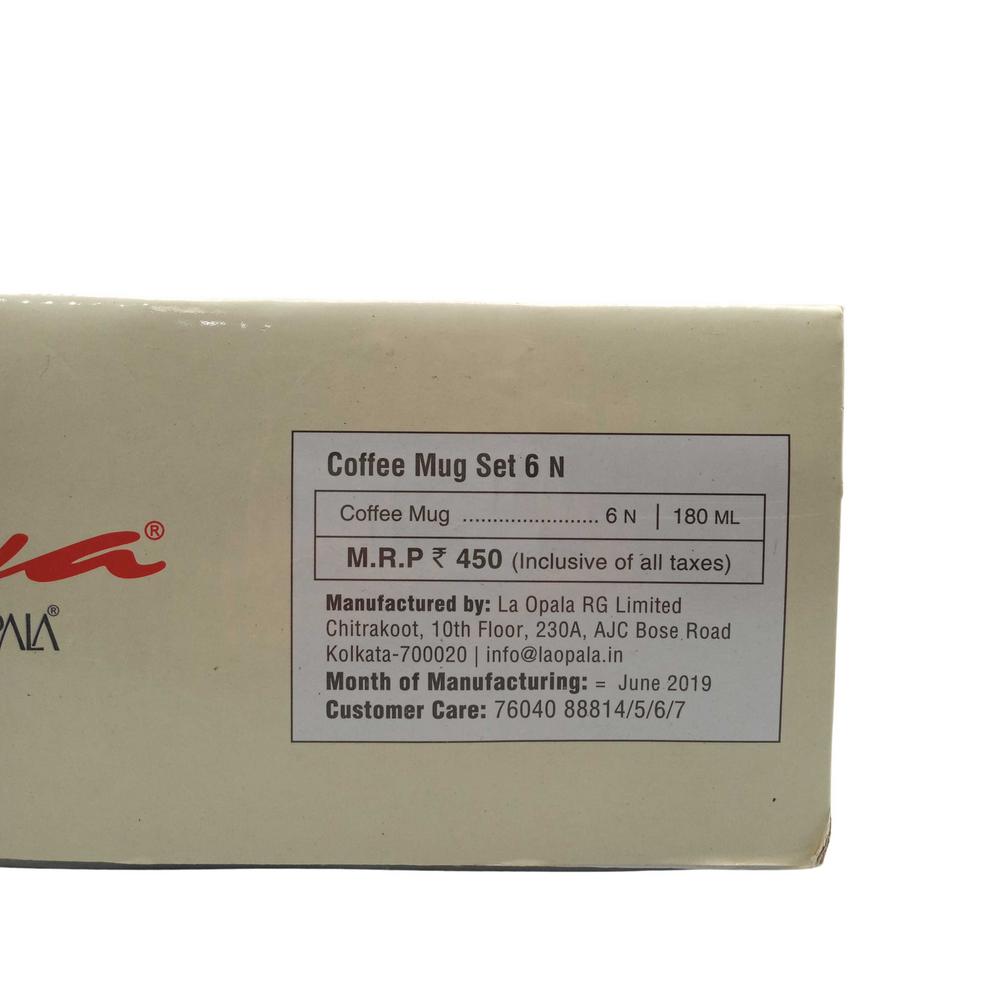 Coffee Mug Set 6 N
Coffee Mug ....................... 6 N | 180 ML
M.R.P ₹ 450 (Inclusive of all taxes)
Manufactured by: La Opala RG Limited
Chitrakoot, 10th Floor, 230A, AJC Bose Road
Kolkata-700020 | info@laopala.in
Month of Manufacturing: = June 2019
Customer Care: 76040 88814/5/6/7